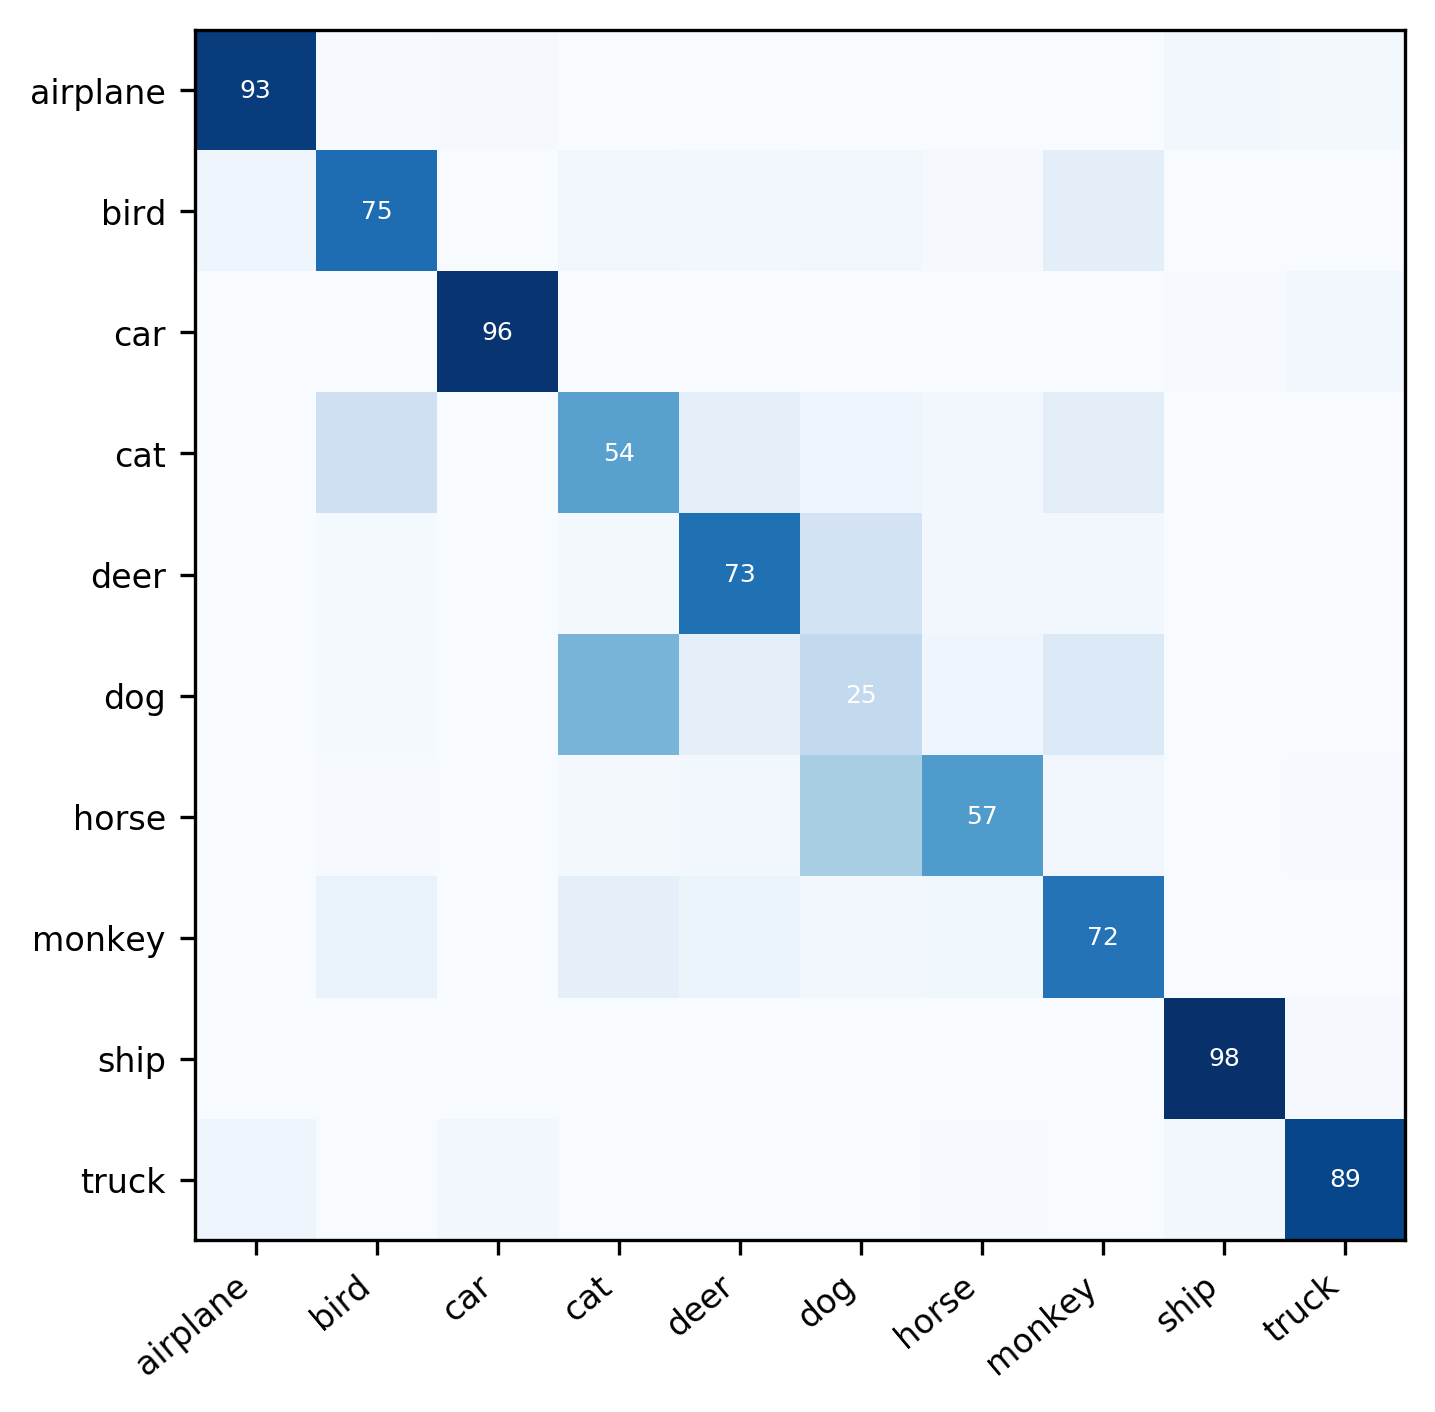 airplane 93
bird 75
car 96
cat 54
deer 73
dog 25
horse 57
monkey 72
ship 98
truck 89
airplane bird car cat deer dog horse monkey ship truck